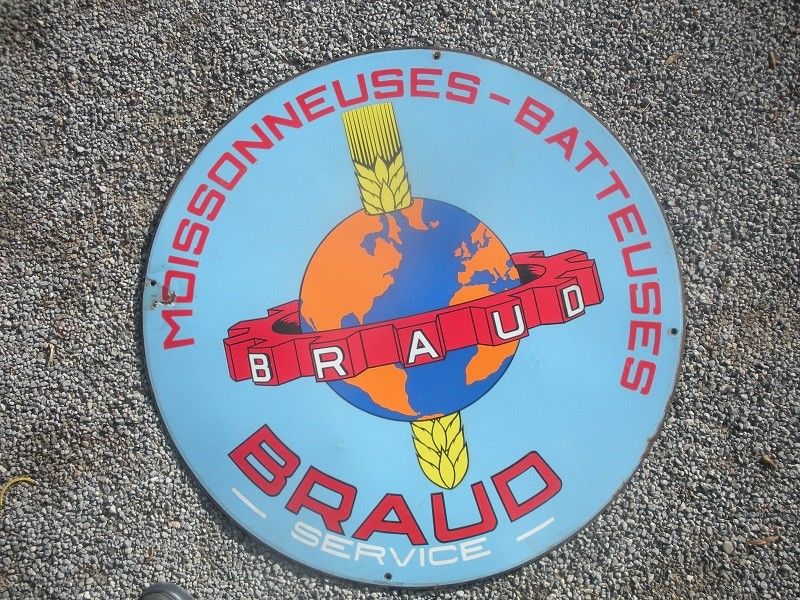 MOISSONNEUSES-BATTEUSES
BRAUD
BRAUD
- SERVICE -